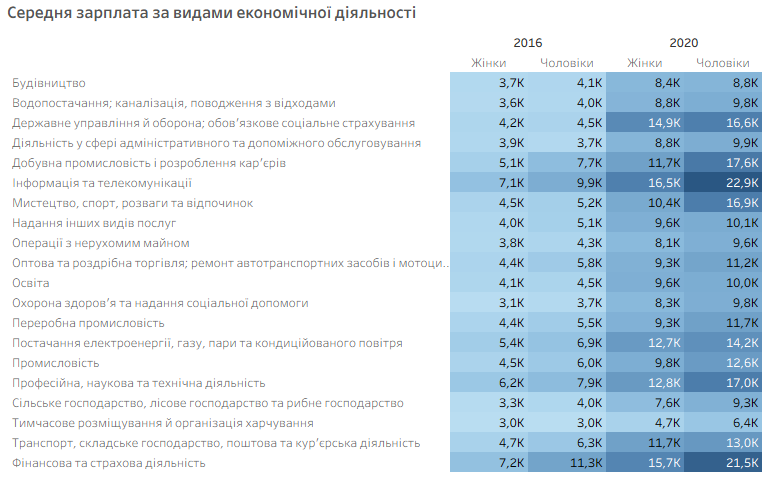 Середня зарплата за видами економічної діяльності
2016 2020
Жінки Чоловіки Жінки Чоловіки
Будівництво 3,7K 4,1K 8,4K 8,8K
Водопостачання; каналізація, поводження з відходами 3,6K 4,0K 8,8K 9,8K
Державне управління й оборона; обов’язкове соціальне страхування 4,2K 4,5K 14,9K 16,6K
Діяльність у сфері адміністративного та допоміжного обслуговування 3,9K 3,7K 8,8K 9,9K
Добувна промисловість і розроблення кар’єрів 5,1K 7,7K 11,7K 17,6K
Інформація та телекомунікації 7,1K 9,9K 16,5K 22,9K
Мистецтво, спорт, розваги та відпочинок 4,5K 5,2K 10,4K 16,9K
Надання інших видів послуг 4,0K 5,1K 9,6K 10,1K
Операції з нерухомим майном 3,8K 4,3K 8,1K 9,6K
Оптова та роздрібна торгівля; ремонт автотранспортних засобів і мотоци.. 4,4K 5,8K 9,3K 11,2K
Освіта 4,1K 4,5K 9,6K 10,0K
Охорона здоров’я та надання соціальної допомоги 3,1K 3,7K 8,3K 9,8K
Переробна промисловість 4,4K 5,5K 9,3K 11,7K
Постачання електроенергії, газу, пари та кондиційованого повітря 5,4K 6,9K 12,7K 14,2K
Промисловість 4,5K 6,0K 9,8K 12,6K
Професійна, наукова та технічна діяльність 6,2K 7,9K 12,8K 17,0K
Сільське господарство, лісове господарство та рибне господарство 3,3K 4,0K 7,6K 9,3K
Тимчасове розміщування й організація харчування 3,0K 3,0K 4,7K 6,4K
Транспорт, складське господарство, поштова та кур’єрська діяльність 4,7K 6,3K 11,7K 13,0K
Фінансова та страхова діяльність 7,2K 11,3K 15,7K 21,5K